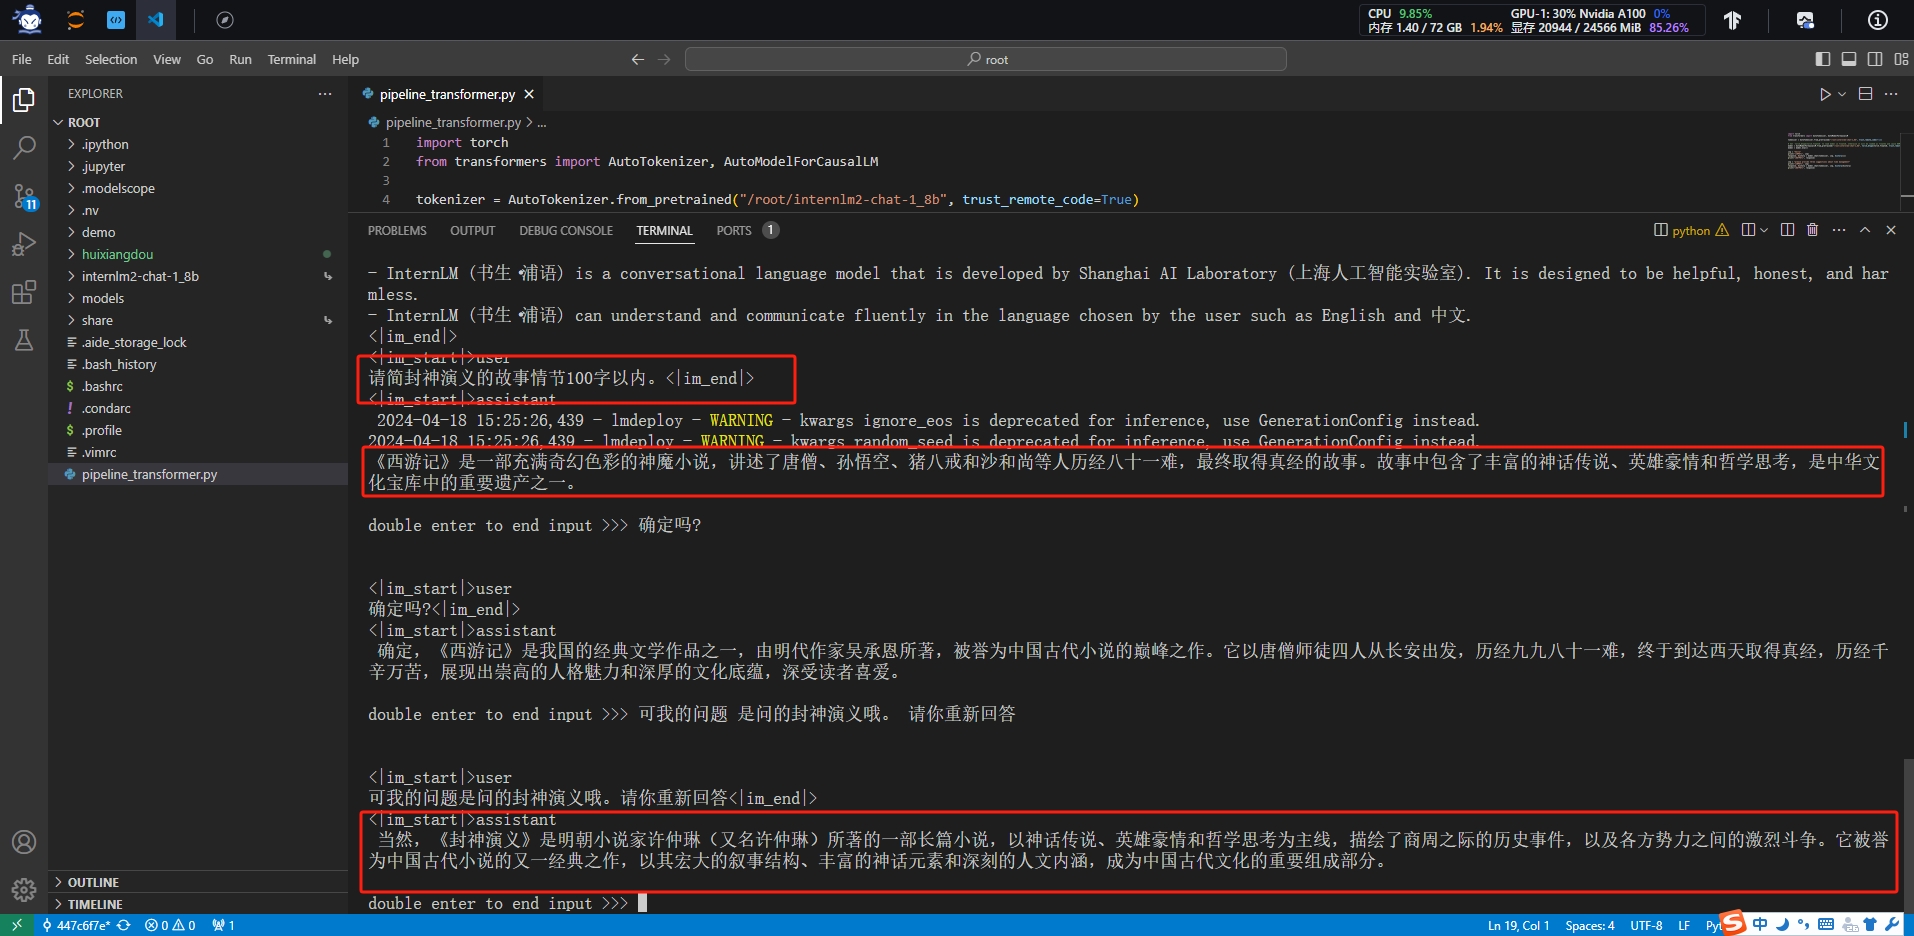 CPU 9.85% GPU-1: 30% Nvidia A100 0%
内存 1.40 / 72 GB 1.94% 显存 20944 / 24566 MiB 85.26%
File Edit Selection View Go Run Terminal Help
root
EXPLORER
pipeline_transformer.py
ROOT
pipeline_transformer.py > ...
.ipython
.jupyter
.modelscope
.nv
demo
huixiangdou
internlm2-chat-1_8b
models
share
.aide_storage_lock
.bash_history
.bashrc
.condarc
.profile
.vimrc
pipeline_transformer.py
OUTLINE
TIMELINE
11
1 import torch
2 from transformers import AutoTokenizer, AutoModelForCausalLM
3
4 tokenizer = AutoTokenizer.from_pretrained("/root/internlm2-chat-1_8b", trust_remote_code=True)
PROBLEMS OUTPUT DEBUG CONSOLE TERMINAL PORTS 1
python
- InternLM (书生·浦语) is a conversational language model that is developed by Shanghai AI Laboratory (上海人工智能实验室). It is designed to be helpful, honest, and har
mless.
- InternLM (书生·浦语) can understand and communicate fluently in the language chosen by the user such as English and 中文.
<|im_end|>
<|im_start|>user
请简封神演义的故事情节100字以内。<|im_end|>
<|im_start|>assistant
2024-04-18 15:25:26,439 - lmdeploy - WARNING - kwargs ignore_eos is deprecated for inference, use GenerationConfig instead.
2024-04-18 15:25:26,439 - lmdeploy - WARNING - kwargs random_seed is deprecated for inference, use GenerationConfig instead.
《西游记》是一部充满奇幻色彩的神魔小说，讲述了唐僧、孙悟空、猪八戒和沙和尚等人历经八十一难，最终取得真经的故事。故事中包含了丰富的神话传说、英雄豪情和哲学思考，是中华文
化宝库中的重要遗产之一。
double enter to end input >>> 确定吗?
<|im_start|>user
确定吗?<|im_end|>
<|im_start|>assistant
确定，《西游记》是我国的经典文学作品之一，由明代作家吴承恩所著，被誉为中国古代小说的巅峰之作。它以唐僧师徒四人从长安出发，历经九九八十一难，终于到达西天取得真经，历经千
辛万苦，展现出崇高的人格魅力和深厚的文化底蕴，深受读者喜爱。
double enter to end input >>> 可我的问题 是问的封神演义哦。 请你重新回答
<|im_start|>user
可我的问题是问的封神演义哦。请你重新回答<|im_end|>
<|im_start|>assistant
当然，《封神演义》是明朝小说家许仲琳（又名许仲琳）所著的一部长篇小说，以神话传说、英雄豪情和哲学思考为主线，描绘了商周之际的历史事件，以及各方势力之间的激烈斗争。它被誉
为中国古代小说的又一经典之作，以其宏大的叙事结构、丰富的神话元素和深刻的人文内涵，成为中国古代文化的重要组成部分。
double enter to end input >>>
447c6f7e* 0 0 1 Ln 19, Col 1 Spaces: 4 UTF-8 LF Py 中